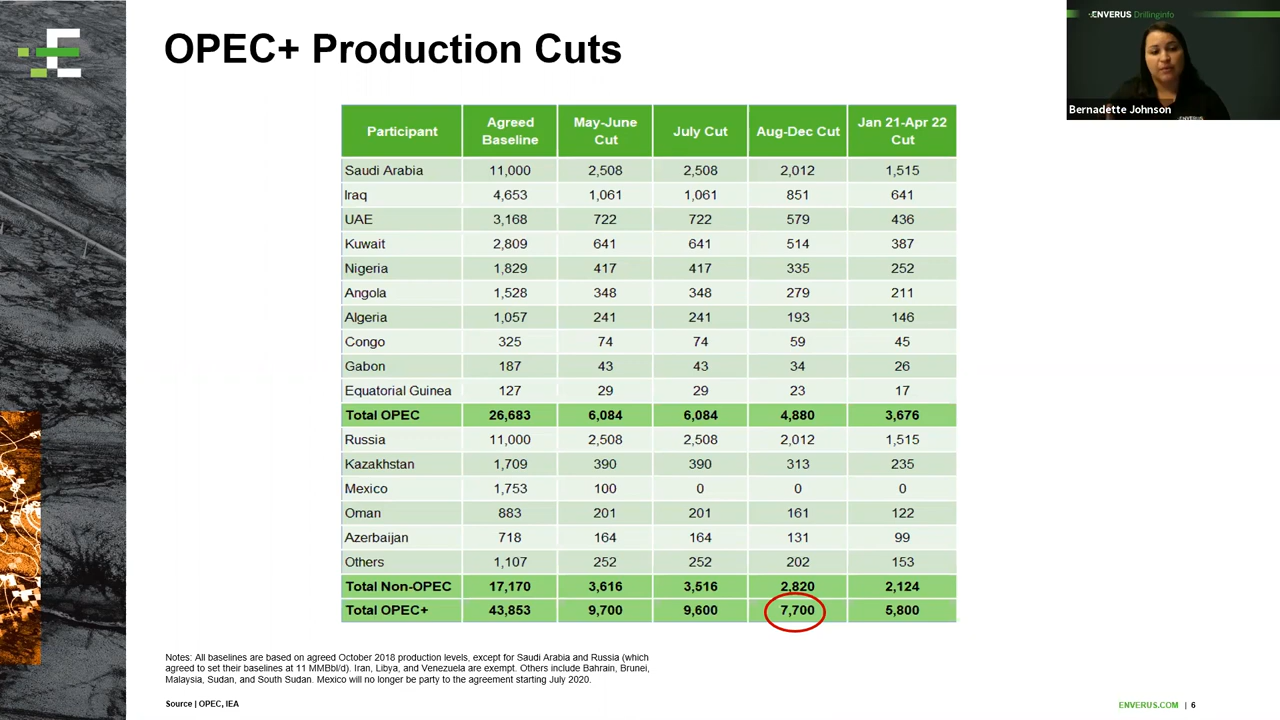 OPEC+ Production Cuts
ENVERUS Drillinginfo
Bernadette Johnson
ENVERUS
Participant Agreed Baseline May-June Cut July Cut Aug-Dec Cut Jan 21-Apr 22 Cut
Saudi Arabia 11,000 2,508 2,508 2,012 1,515
Iraq 4,653 1,061 1,061 851 641
UAE 3,168 722 722 579 436
Kuwait 2,809 641 641 514 387
Nigeria 1,829 417 417 335 252
Angola 1,528 348 348 279 211
Algeria 1,057 241 241 193 146
Congo 325 74 74 59 45
Gabon 187 43 43 34 26
Equatorial Guinea 127 29 29 23 17
Total OPEC 26,683 6,084 6,084 4,880 3,676
Russia 11,000 2,508 2,508 2,012 1,515
Kazakhstan 1,709 390 390 313 235
Mexico 1,753 100 0 0 0
Oman 883 201 201 161 122
Azerbaijan 718 164 164 131 99
Others 1,107 252 252 202 153
Total Non-OPEC 17,170 3,616 3,516 2,820 2,124
Total OPEC+ 43,853 9,700 9,600 7,700 5,800
Notes: All baselines are based on agreed October 2018 production levels, except for Saudi Arabia and Russia (which
agreed to set their baselines at 11 MMBbl/d). Iran, Libya, and Venezuela are exempt. Others include Bahrain, Brunei,
Malaysia, Sudan, and South Sudan. Mexico will no longer be party to the agreement starting July 2020.
Source | OPEC, IEA
ENVERUS.COM | 6